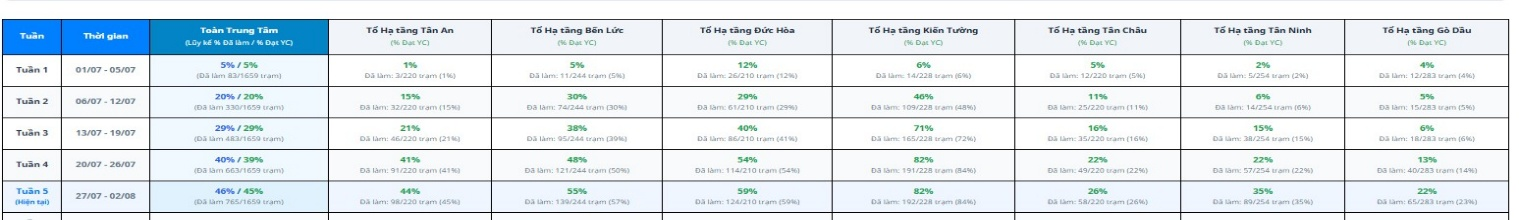 Tuần Thời gian Toàn Trung Tâm Tổ Hạ tầng Tân An Tổ Hạ tầng Bến Lức Tổ Hạ tầng Đức Hòa Tổ Hạ tầng Kiến Tường Tổ Hạ tầng Tân Châu Tổ Hạ tầng Tân Ninh Tổ Hạ tầng Gò Dầu
(Lũy kế % Đã làm / % Đạt YC) (% Đạt YC) (% Đạt YC) (% Đạt YC) (% Đạt YC) (% Đạt YC) (% Đạt YC) (% Đạt YC)
Tuần 1 01/07 - 05/07 5% / 5% 1% 5% 12% 6% 5% 2% 4%
(Đã làm 83/1659 trạm) Đã làm: 3/220 trạm (1%) Đã làm: 11/244 trạm (5%) Đã làm: 26/210 trạm (12%) Đã làm: 14/228 trạm (6%) Đã làm: 12/220 trạm (5%) Đã làm: 5/254 trạm (2%) Đã làm: 12/283 trạm (4%)
Tuần 2 06/07 - 12/07 20% / 20% 15% 30% 29% 46% 11% 6% 5%
(Đã làm 330/1659 trạm) Đã làm: 32/220 trạm (15%) Đã làm: 74/244 trạm (30%) Đã làm: 61/210 trạm (29%) Đã làm: 109/228 trạm (48%) Đã làm: 25/220 trạm (11%) Đã làm: 14/254 trạm (6%) Đã làm: 15/283 trạm (5%)
Tuần 3 13/07 - 19/07 29% / 29% 21% 38% 40% 71% 16% 15% 6%
(Đã làm 483/1659 trạm) Đã làm: 46/220 trạm (21%) Đã làm: 95/244 trạm (39%) Đã làm: 86/210 trạm (41%) Đã làm: 165/228 trạm (72%) Đã làm: 35/220 trạm (16%) Đã làm: 38/254 trạm (15%) Đã làm: 18/283 trạm (6%)
Tuần 4 20/07 - 26/07 40% / 39% 41% 48% 54% 82% 22% 22% 13%
(Đã làm 663/1659 trạm) Đã làm: 91/220 trạm (41%) Đã làm: 121/244 trạm (50%) Đã làm: 114/210 trạm (54%) Đã làm: 191/228 trạm (84%) Đã làm: 49/220 trạm (22%) Đã làm: 57/254 trạm (22%) Đã làm: 40/283 trạm (14%)
Tuần 5 27/07 - 02/08 46% / 45% 44% 55% 59% 82% 26% 35% 22%
(Hiện tại) (Đã làm 765/1659 trạm) Đã làm: 98/220 trạm (45%) Đã làm: 139/244 trạm (57%) Đã làm: 124/210 trạm (59%) Đã làm: 192/228 trạm (84%) Đã làm: 58/220 trạm (26%) Đã làm: 89/254 trạm (35%) Đã làm: 65/283 trạm (23%)